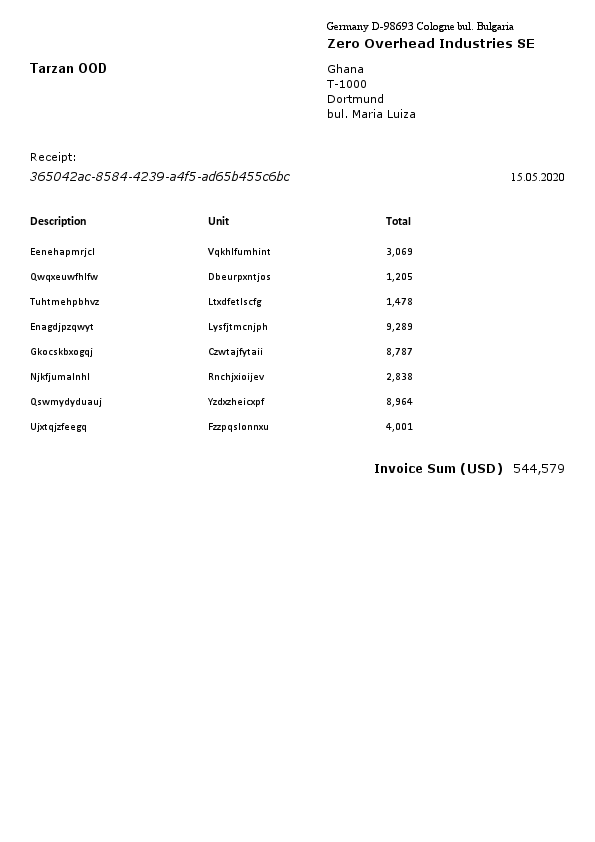 Germany D-98693 Cologne bul. Bulgaria
Zero Overhead Industries SE
Tarzan OOD
Ghana
T-1000
Dortmund
bul. Maria Luiza
Receipt:
365042ac-8584-4239-a4f5-ad65b455c6bc 15.05.2020
Description Unit Total
Eenehapmrjcl Vqkhlfumhint 3,069
Qwqxeuwfhlfw Dbeurpxntjos 1,205
Tuhtmehpbhvz Ltxdfetlscfg 1,478
Enagdjpzqwyt Lysfjtmcnjph 9,289
Gkocskbxogqj Czwtajfytaii 8,787
Njkfjumalnhl Rnchjxioijev 2,838
Qswmydyduauj Yzdxzheicxpf 8,964
Ujxtqjzfeegq Fzzpqslonnxu 4,001
Invoice Sum (USD) 544,579